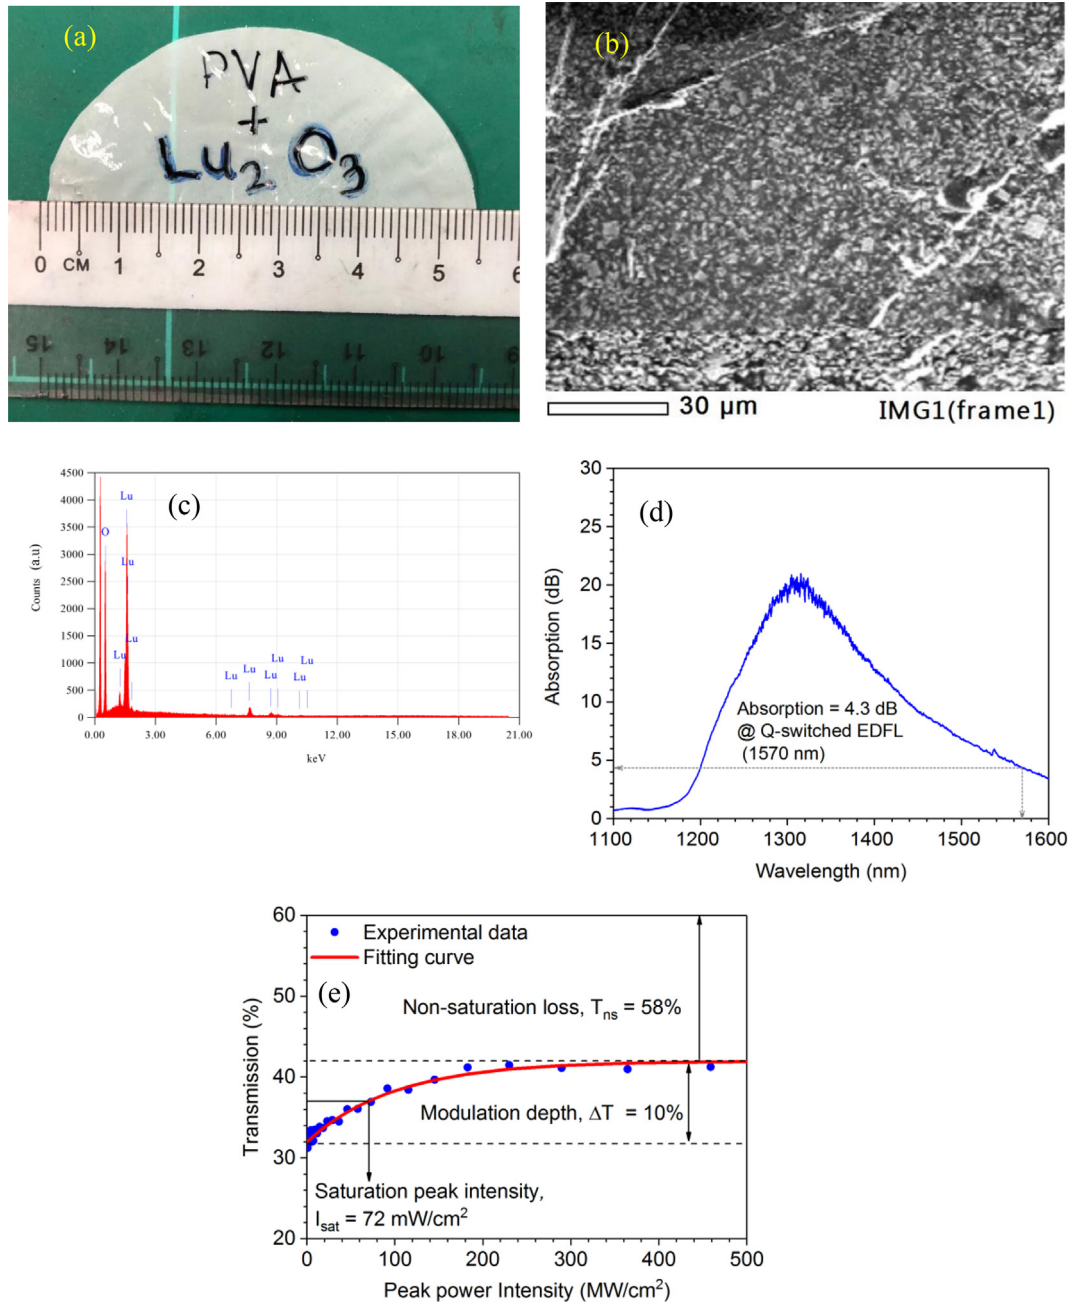 (a)
PVA
+
Lu2O3
0 CM 1 2 3 4 5 6
15 14 13 12 11 10 9
(b)
30 µm
IMG1(frame1)
(c)
4500
4000
3500
3000
2500
2000
1500
1000
500
0
Counts (a.u)
Lu
O
Lu
Lu
Lu
Lu
Lu
Lu
Lu
Lu
Lu
0.00 3.00 6.00 9.00 12.00 15.00 18.00 21.00
keV
(d)
30
25
20
15
10
5
0
Absorption (dB)
Absorption = 4.3 dB
@ Q-switched EDFL
(1570 nm)
1100 1200 1300 1400 1500 1600
Wavelength (nm)
60
50
40
30
20
Transmission (%)
Experimental data
Fitting curve
(e)
Non-saturation loss, Tns = 58%
Modulation depth, ΔT = 10%
Saturation peak intensity,
Isat = 72 mW/cm²
0 100 200 300 400 500
Peak power Intensity (MW/cm²)